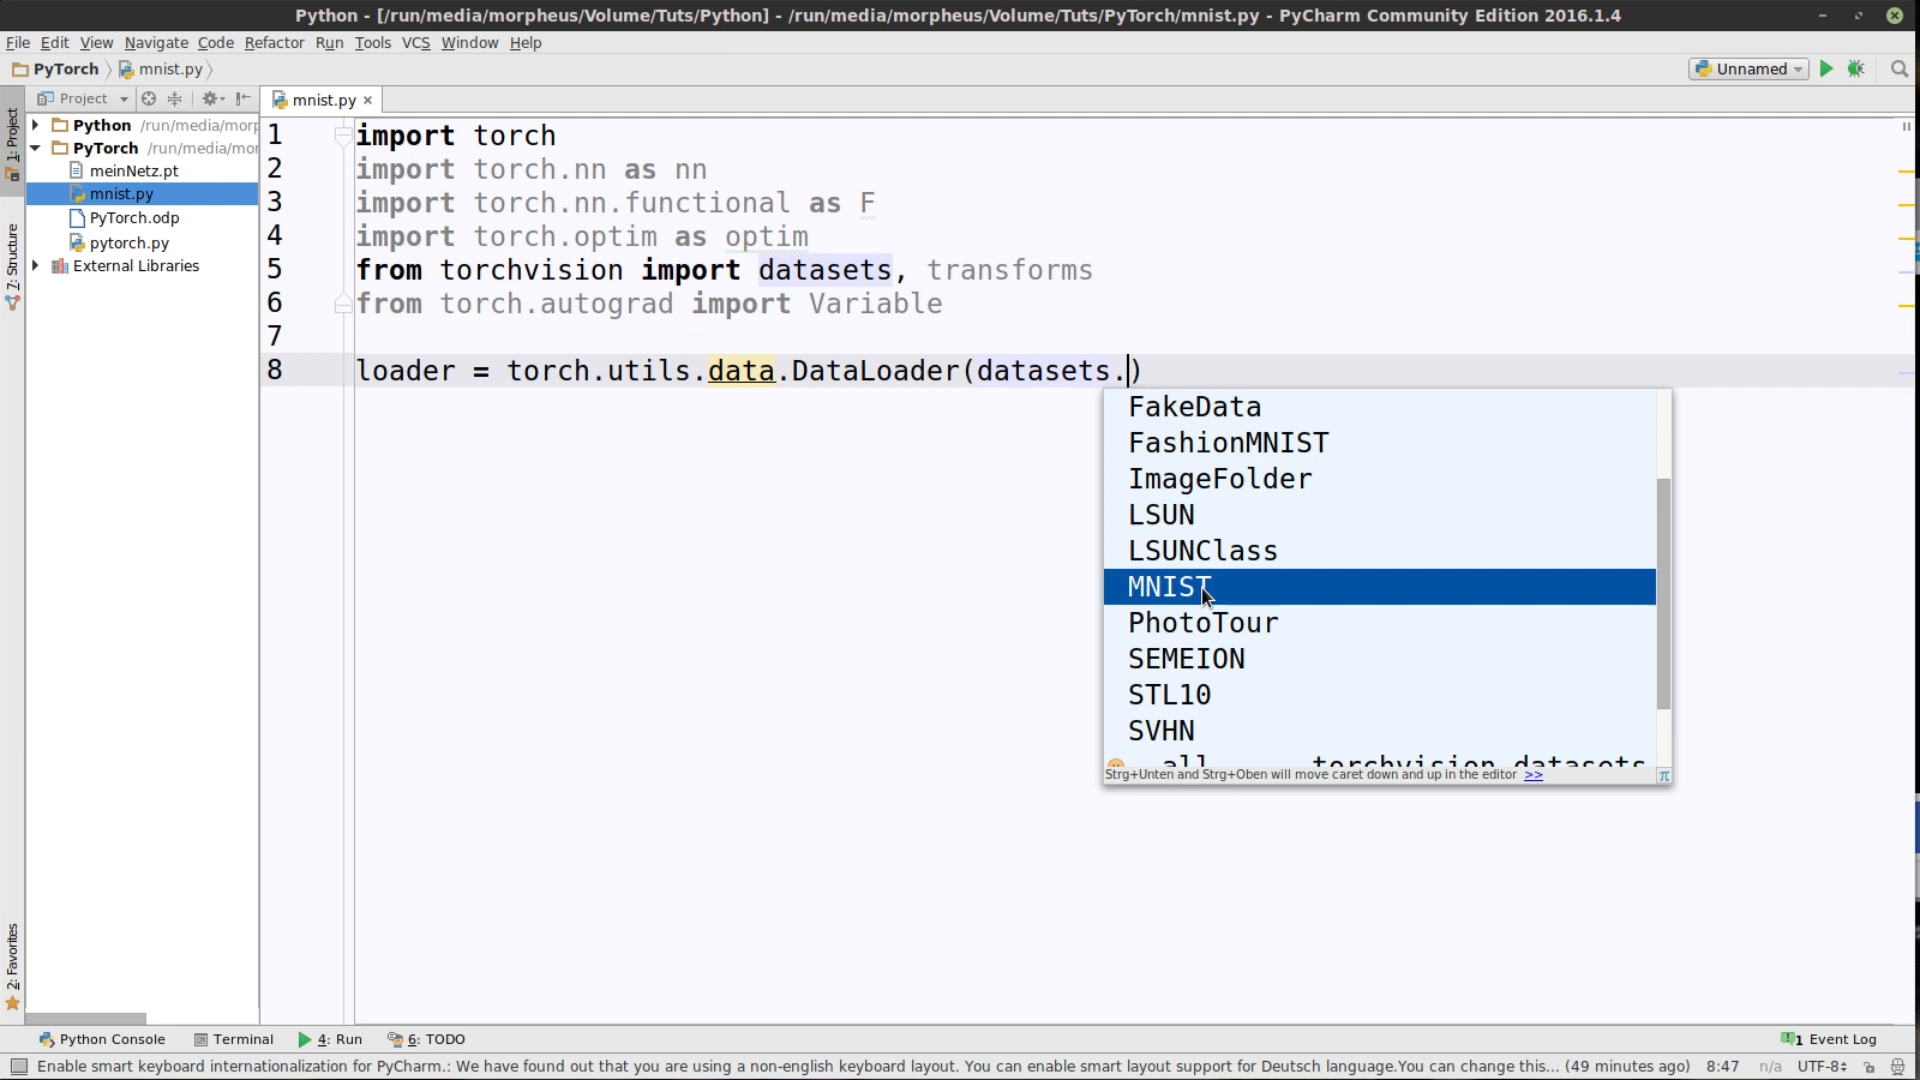 Python - [/run/media/morpheus/Volume/Tuts/Python] - /run/media/morpheus/Volume/Tuts/PyTorch/mnist.py - PyCharm Community Edition 2016.1.4
File Edit View Navigate Code Refactor Run Tools VCS Window Help
PyTorch mnist.py
Unnamed
Project
mnist.py
1: Project
7: Structure
2: Favorites
Python /run/media/morp
PyTorch /run/media/mor
meinNetz.pt
mnist.py
PyTorch.odp
pytorch.py
External Libraries
1 import torch
2 import torch.nn as nn
3 import torch.nn.functional as F
4 import torch.optim as optim
5 from torchvision import datasets, transforms
6 from torch.autograd import Variable
7
8 loader = torch.utils.data.DataLoader(datasets.)
FakeData
FashionMNIST
ImageFolder
LSUN
LSUNClass
MNIST
PhotoTour
SEMEION
STL10
SVHN
__all__ torchvision.datasets
Strg+Unten and Strg+Oben will move caret down and up in the editor >>
π
Python Console Terminal 4: Run 6: TODO
1 Event Log
Enable smart keyboard internationalization for PyCharm.: We have found out that you are using a non-english keyboard layout. You can enable smart layout support for Deutsch language.You can change this... (49 minutes ago) 8:47 n/a UTF-8